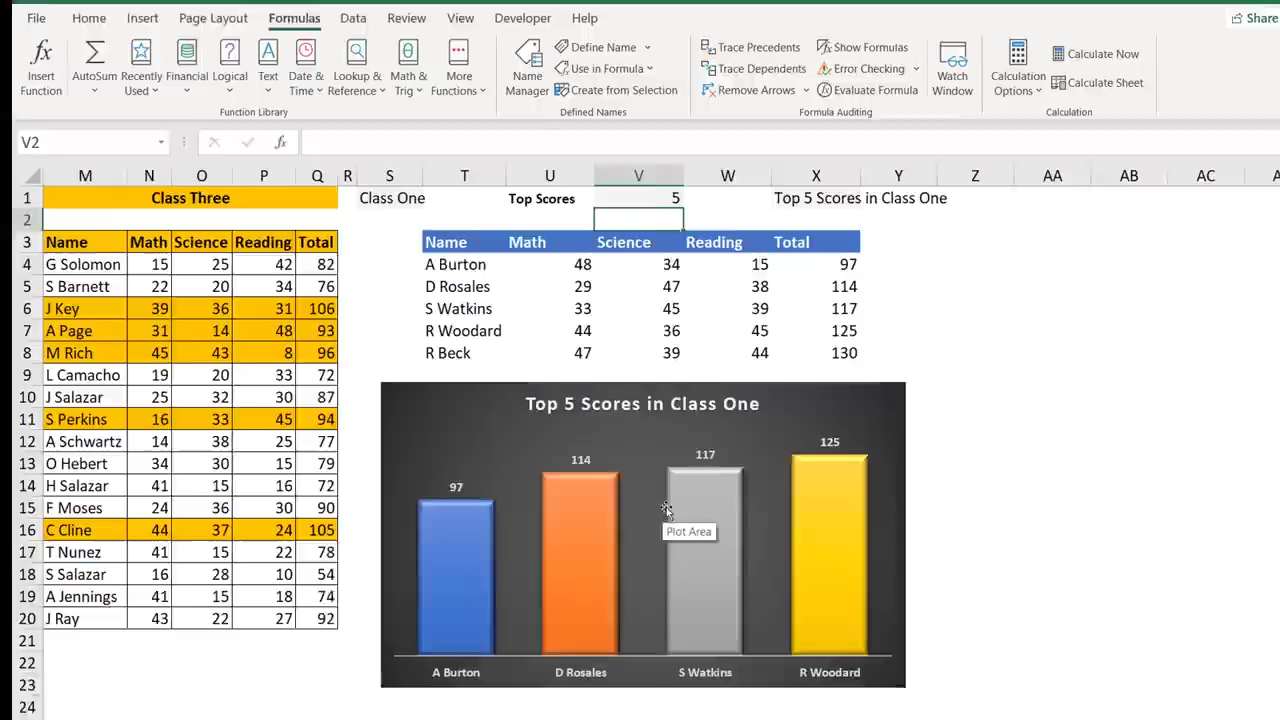 File Home Insert Page Layout Formulas Data Review View Developer Help Share
Insert Function
AutoSum
Recently Used
Financial
Logical
Text
Date & Time
Lookup & Reference
Math & Trig
More Functions
Function Library
Name Manager
Define Name
Use in Formula
Create from Selection
Defined Names
Trace Precedents
Trace Dependents
Remove Arrows
Show Formulas
Error Checking
Evaluate Formula
Formula Auditing
Watch Window
Calculation Options
Calculate Now
Calculate Sheet
Calculation
V2 fx
M N O P Q R S T U V W X Y Z AA AB AC
1 Class Three Class One Top Scores 5 Top 5 Scores in Class One
2
3 Name Math Science Reading Total Name Math Science Reading Total
4 G Solomon 15 25 42 82 A Burton 48 34 15 97
5 S Barnett 22 20 34 76 D Rosales 29 47 38 114
6 J Key 39 36 31 106 S Watkins 33 45 39 117
7 A Page 31 14 48 93 R Woodard 44 36 45 125
8 M Rich 45 43 8 96 R Beck 47 39 44 130
9 L Camacho 19 20 33 72
10 J Salazar 25 32 30 87
11 S Perkins 16 33 45 94
12 A Schwartz 14 38 25 77
13 O Hebert 34 30 15 79
14 H Salazar 41 15 16 72
15 F Moses 24 36 30 90
16 C Cline 44 37 24 105
17 T Nunez 41 15 22 78
18 S Salazar 16 28 10 54
19 A Jennings 41 15 18 74
20 J Ray 43 22 27 92
21
22
23
24
Top 5 Scores in Class One
97 114 117 125
Plot Area
A Burton D Rosales S Watkins R Woodard